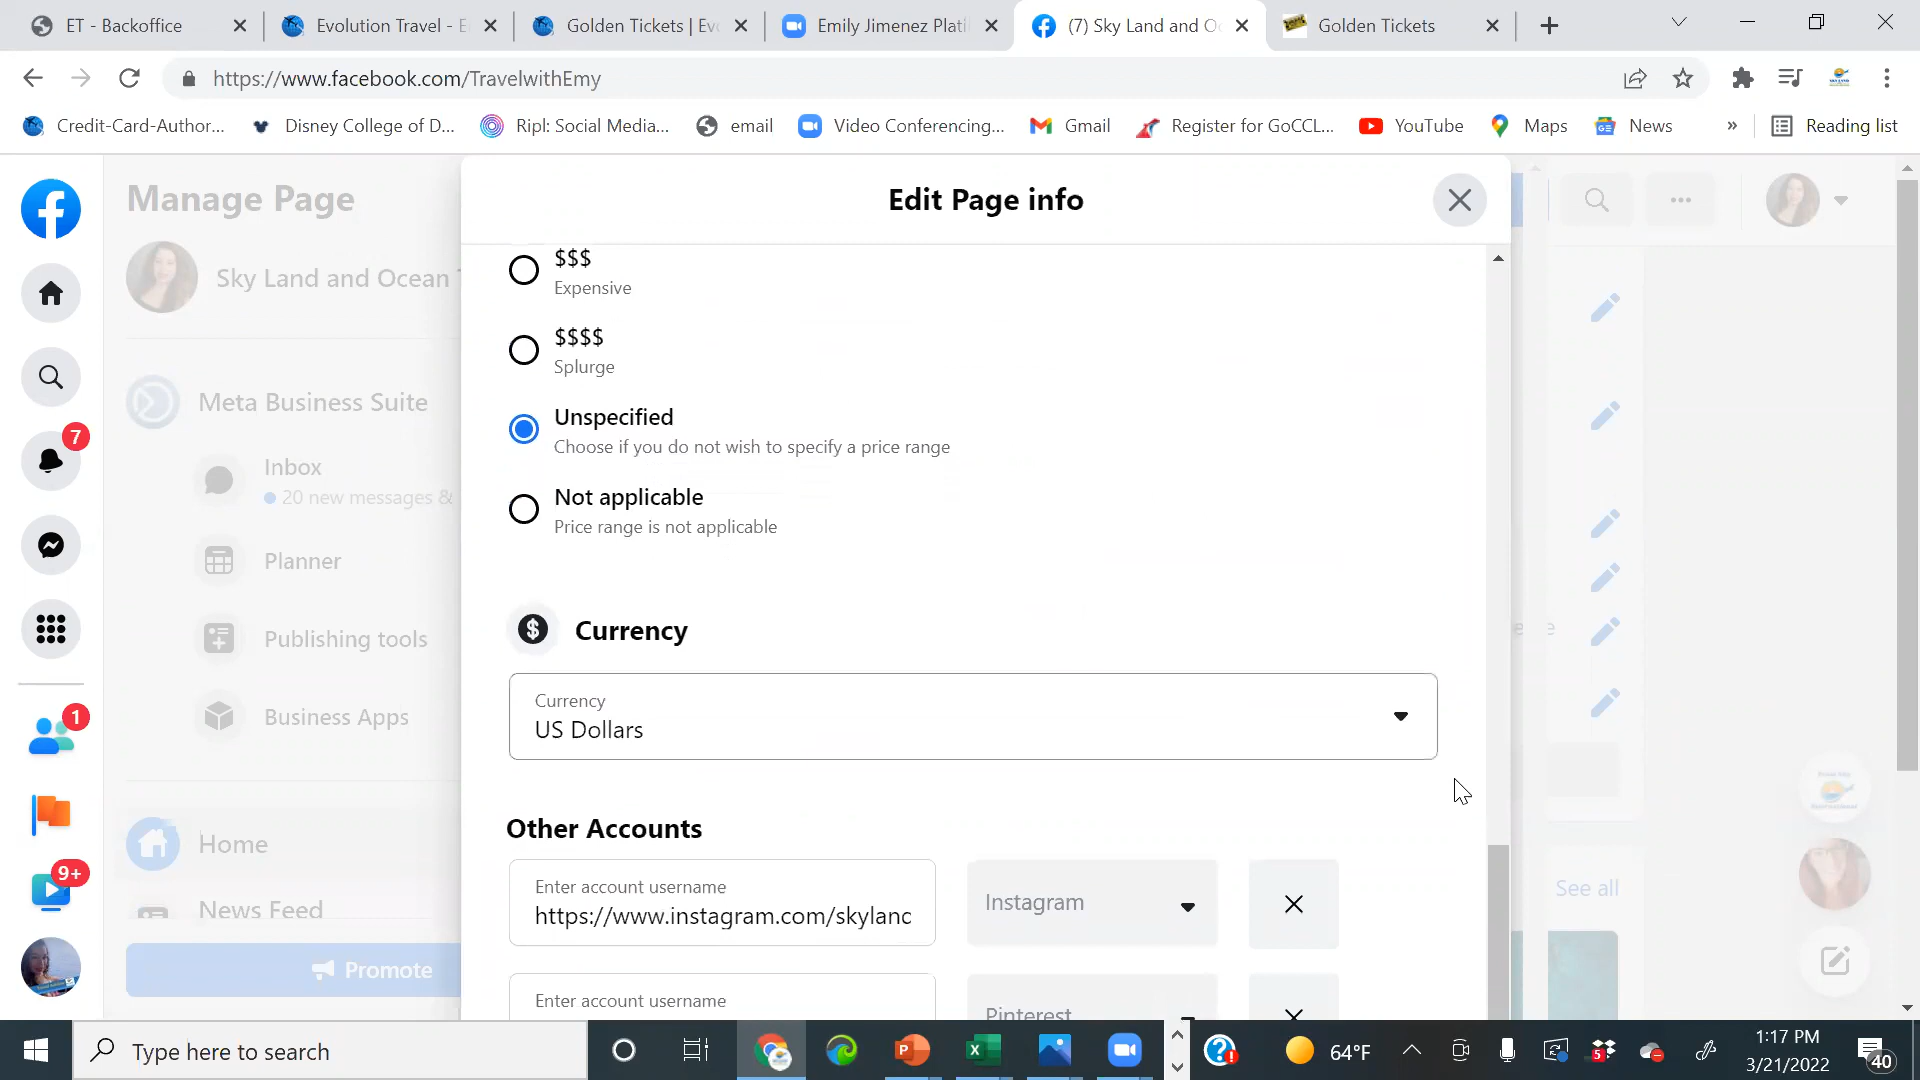 ET - Backoffice
Evolution Travel - E
Golden Tickets | Evo
Emily Jimenez Plati
(7) Sky Land and Oc
Golden Tickets
https://www.facebook.com/TravelwithEmy
Credit-Card-Author...
Disney College of D...
Ripl: Social Media...
email
Video Conferencing...
Gmail
Register for GoCCL...
YouTube
Maps
News
»
Reading list
Manage Page
Edit Page info
Sky Land and Ocean
$$$
Expensive
$$$$
Splurge
Meta Business Suite
Unspecified
Choose if you do not wish to specify a price range
7
Inbox
20 new messages &
Not applicable
Price range is not applicable
Planner
Publishing tools
Currency
Business Apps
Currency
US Dollars
1
Other Accounts
Home
9+
Enter account username
https://www.instagram.com/skylanc
Instagram
See all
News Feed
Promote
Enter account username
Pinterest
Type here to search
64°F
5
1:17 PM
3/21/2022
40